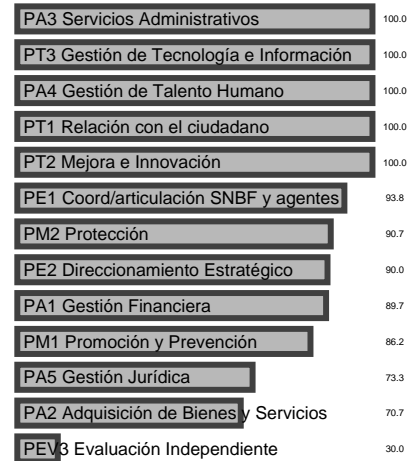 PA3 Servicios Administrativos 100.0
PT3 Gestión de Tecnología e Información 100.0
PA4 Gestión de Talento Humano 100.0
PT1 Relación con el ciudadano 100.0
PT2 Mejora e Innovación 100.0
PE1 Coord/articulación SNBF y agentes 93.8
PM2 Protección 90.7
PE2 Direccionamiento Estratégico 90.0
PA1 Gestión Financiera 89.7
PM1 Promoción y Prevención 86.2
PA5 Gestión Jurídica 73.3
PA2 Adquisición de Bienes y Servicios 70.7
PEV3 Evaluación Independiente 30.0